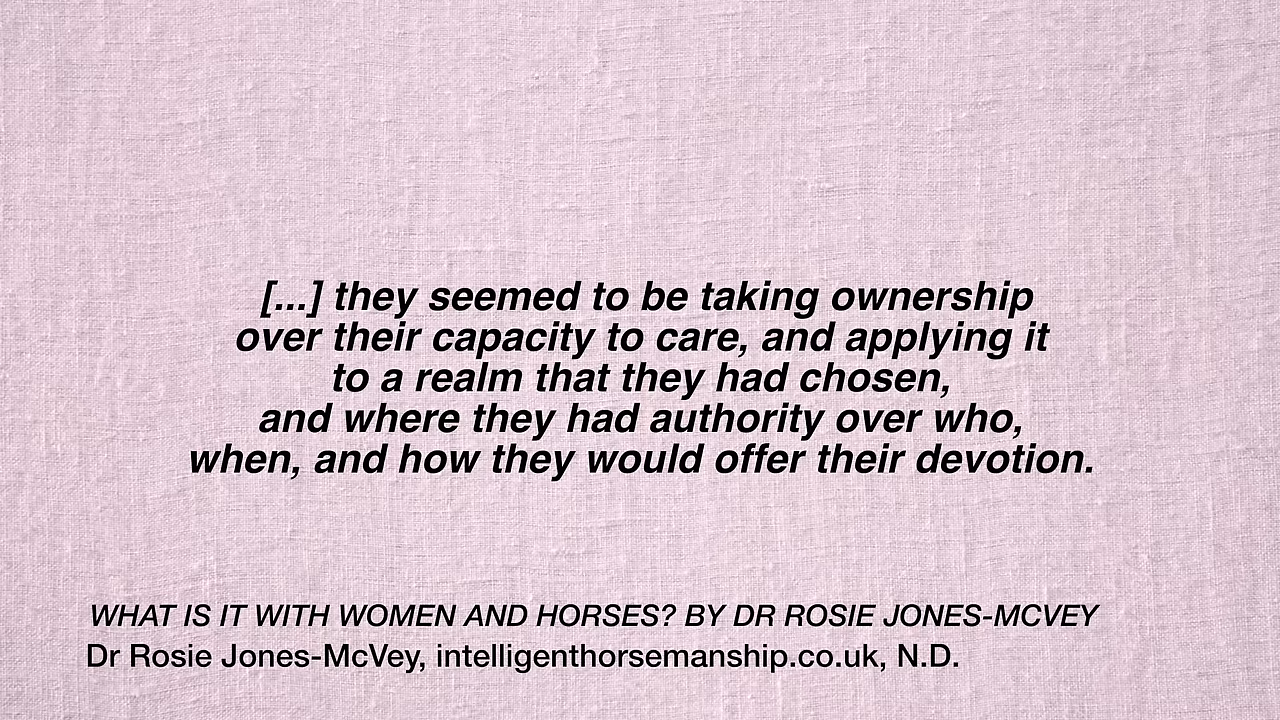 [...] they seemed to be taking ownership
over their capacity to care, and applying it
to a realm that they had chosen,
and where they had authority over who,
when, and how they would offer their devotion.
WHAT IS IT WITH WOMEN AND HORSES? BY DR ROSIE JONES-MCVEY
Dr Rosie Jones-McVey, intelligenthorsemanship.co.uk, N.D.